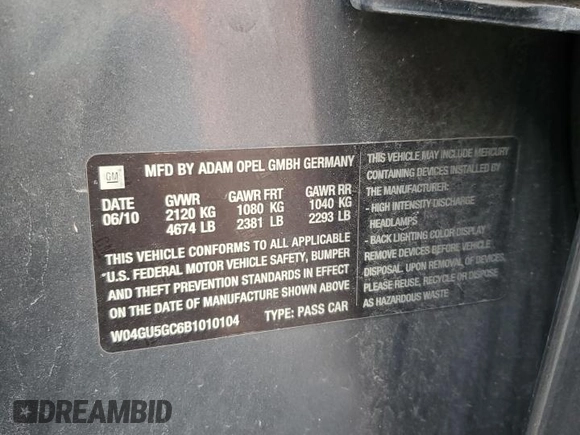 GM
MFD BY ADAM OPEL GMBH GERMANY
DATE GVWR GAWR FRT GAWR RR
06/10 2120 KG 1080 KG 1040 KG
4674 LB 2381 LB 2293 LB
THIS VEHICLE CONFORMS TO ALL APPLICABLE
U.S. FEDERAL MOTOR VEHICLE SAFETY, BUMPER
AND THEFT PREVENTION STANDARDS IN EFFECT
ON THE DATE OF MANUFACTURE SHOWN ABOVE
W04GU5GC6B1010104 TYPE: PASS CAR
THIS VEHICLE MAY INCLUDE MERCURY
CONTAINING DEVICES INSTALLED BY
THE MANUFACTURER:
- HIGH INTENSITY DISCHARGE
HEADLAMPS
- BACK LIGHTING COLOR DISPLAY
REMOVE DEVICES BEFORE VEHICLE
DISPOSAL. UPON REMOVAL OF DEVICES,
PLEASE REUSE, RECYCLE OR DISPOSE
AS HAZARDOUS WASTE
DREAMBID